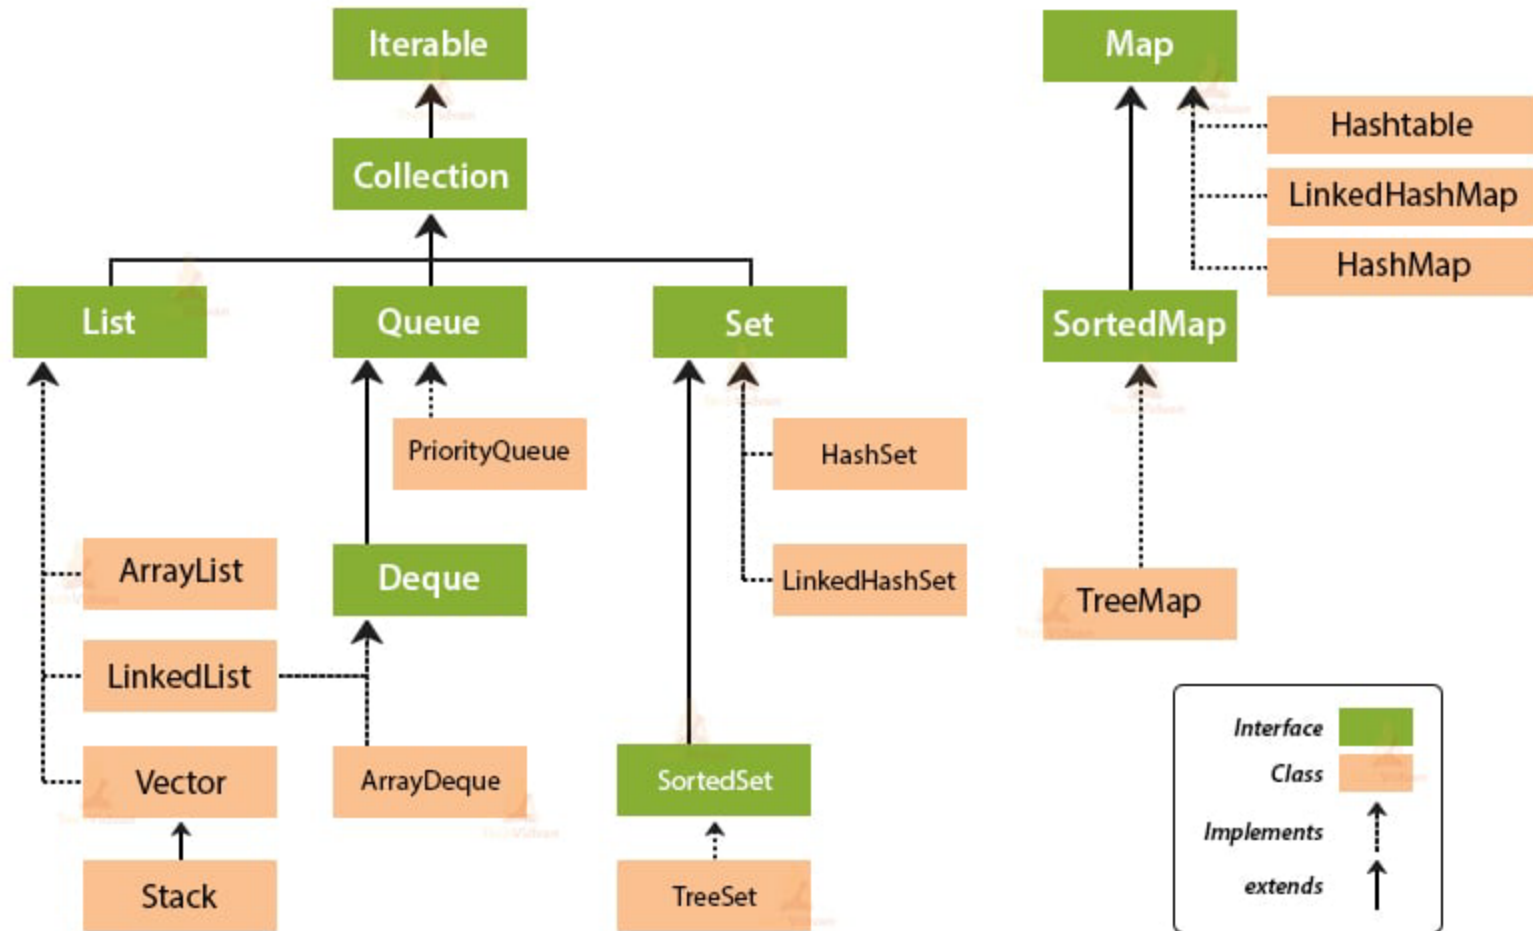 Iterable
Map
Hashtable
Collection
LinkedHashMap
HashMap
List
Queue
Set
SortedMap
PriorityQueue
HashSet
ArrayList
Deque
LinkedHashSet
TreeMap
LinkedList
Vector
ArrayDeque
SortedSet
Stack
TreeSet
Interface
Class
Implements
extends